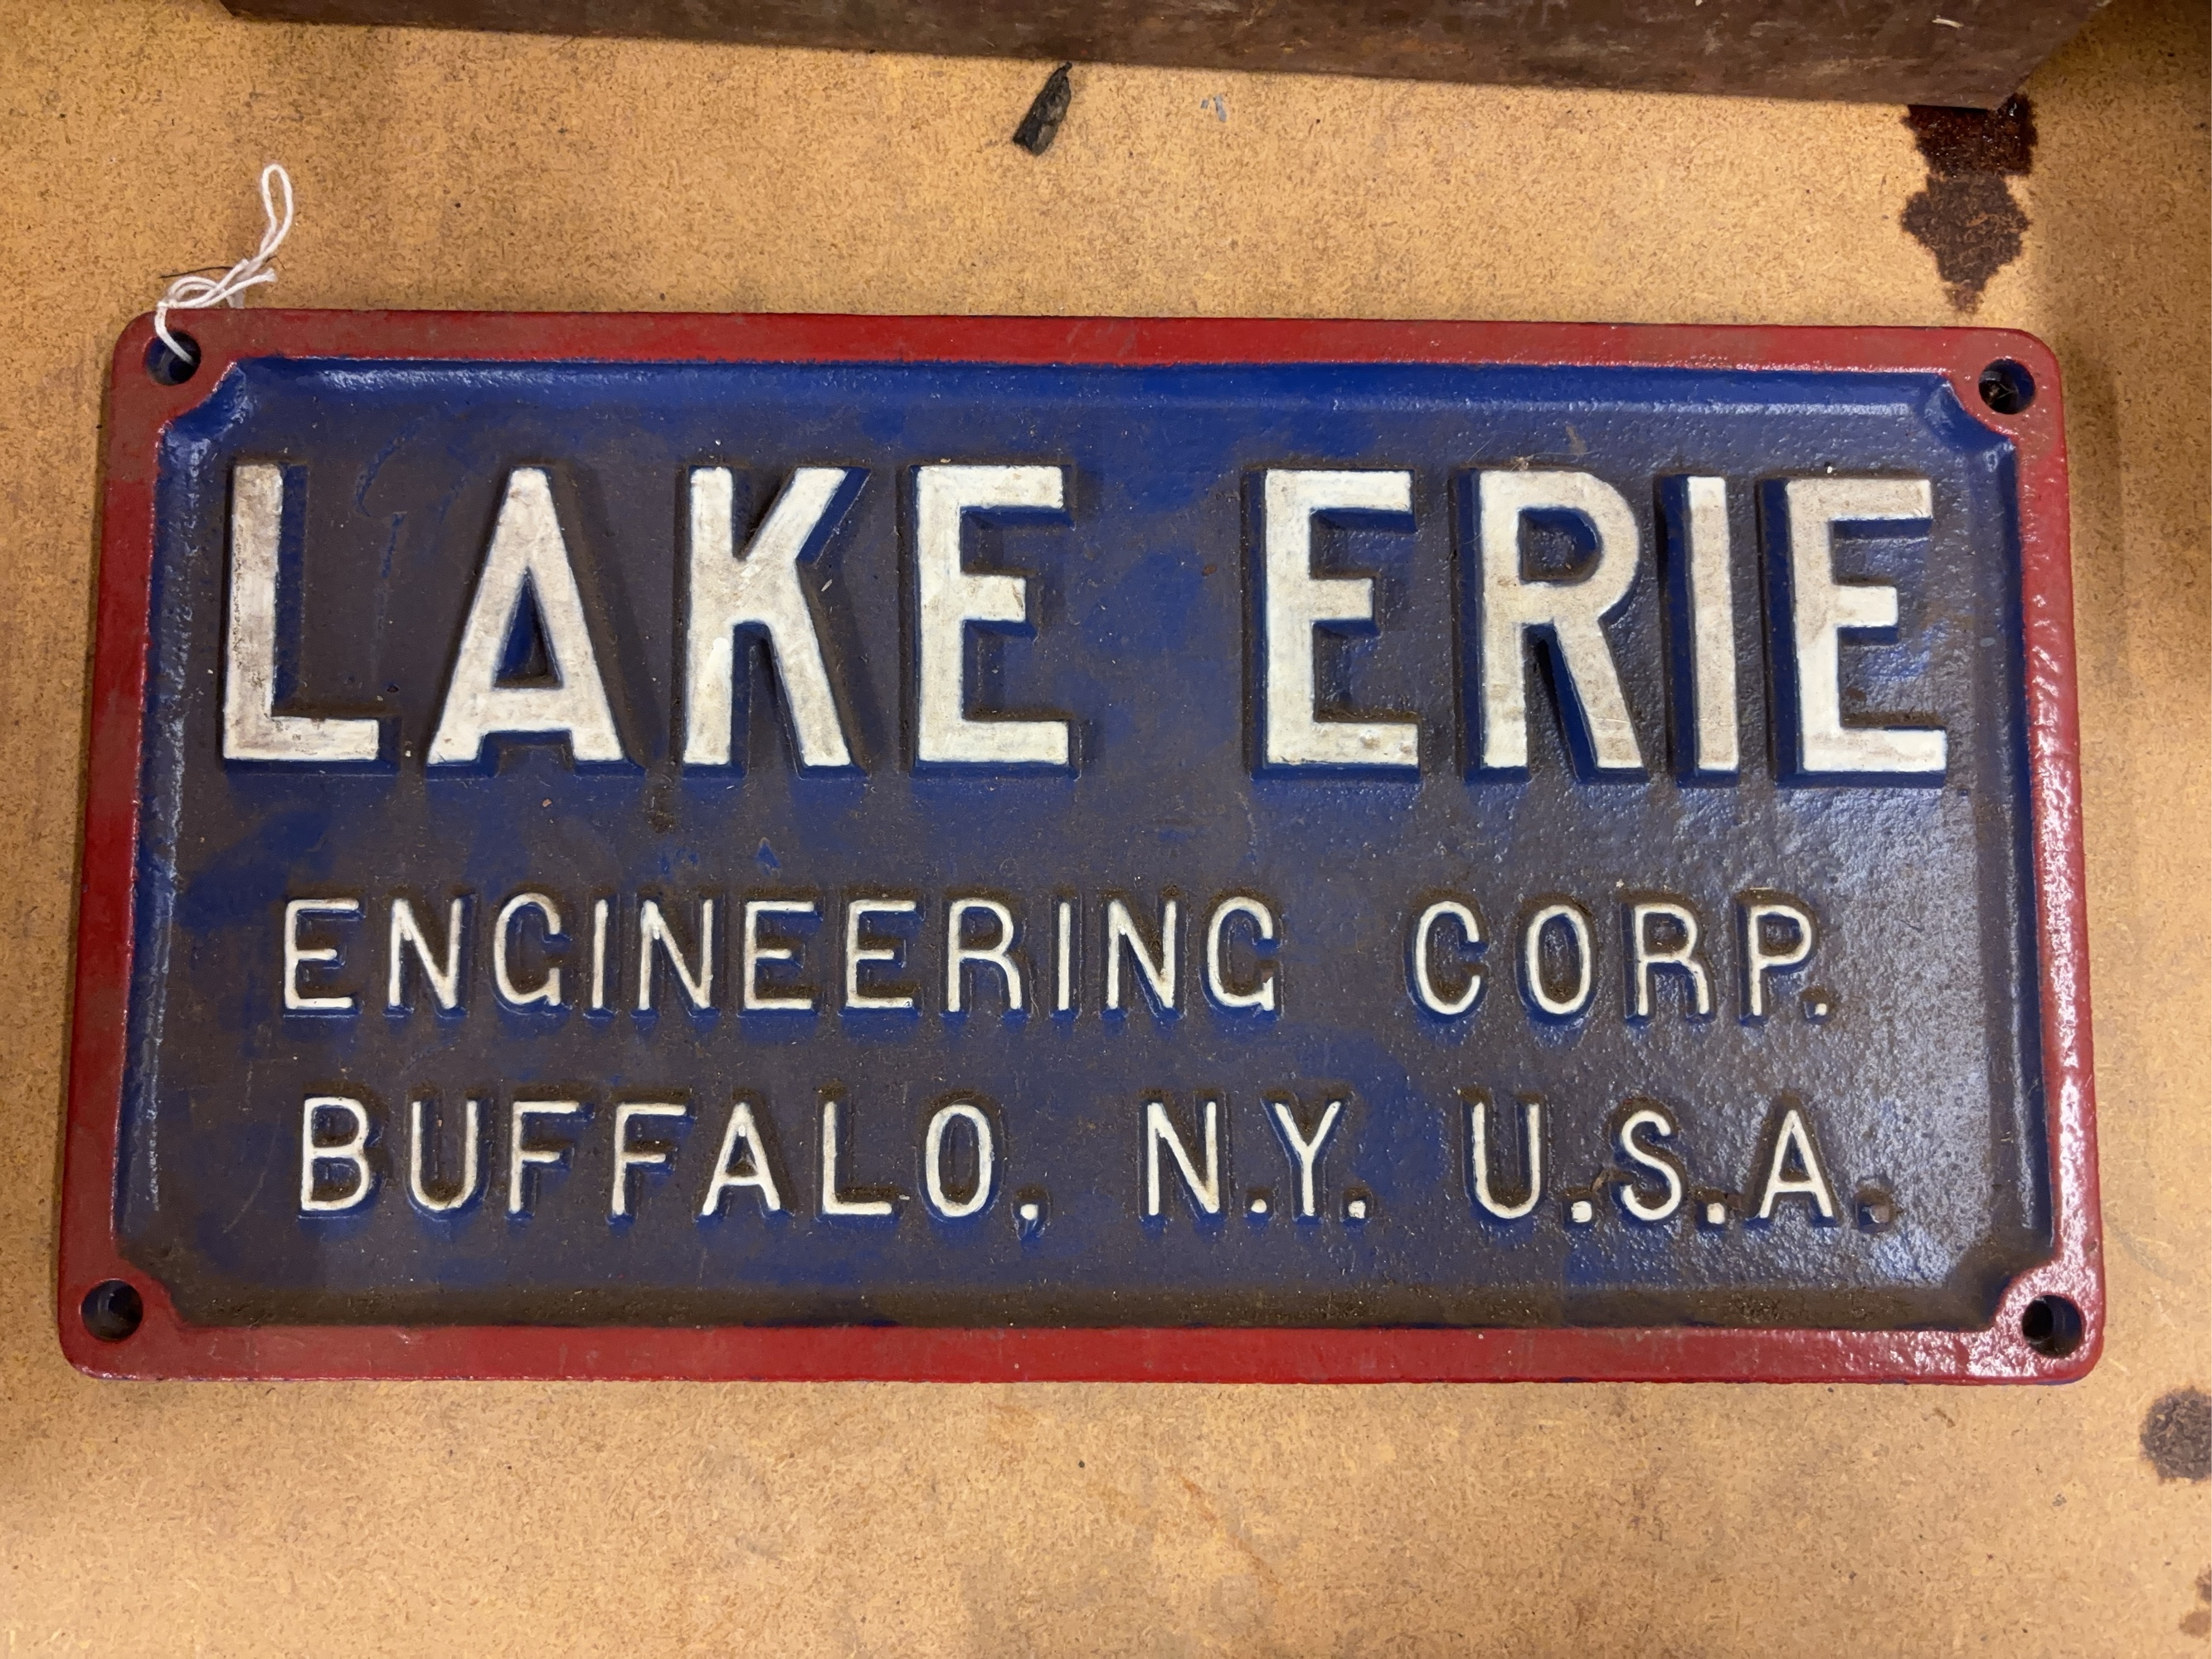 LAKE ERIE
ENGINEERING CORP.
BUFFALO, N.Y. U.S.A.